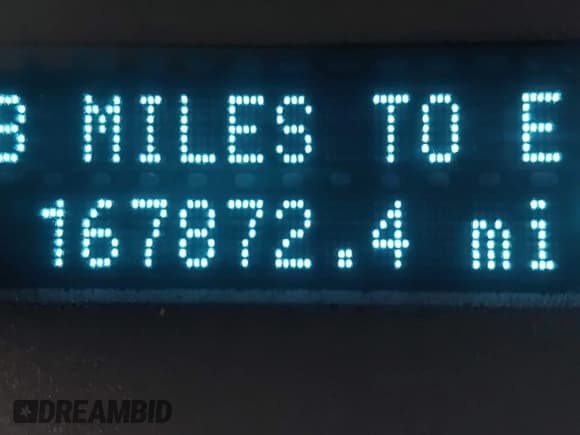 3 MILES TO E
167872.4 mi
DREAMBID